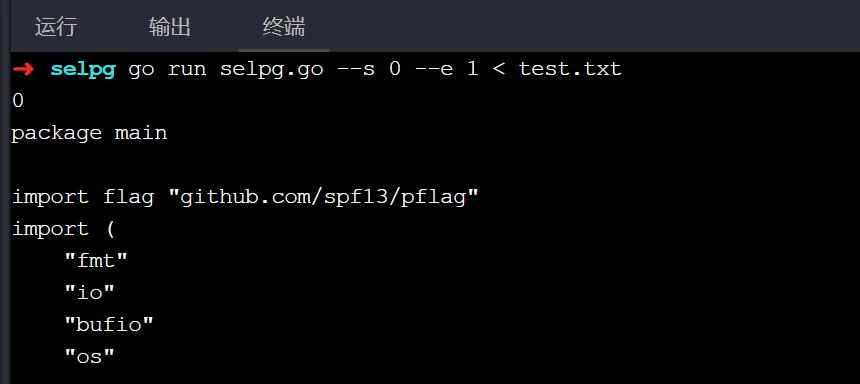 运行 输出 终端
➜ selpg go run selpg.go --s 0 --e 1 < test.txt
0
package main
import flag "github.com/spf13/pflag"
import (
    "fmt"
    "io"
    "bufio"
    "os"